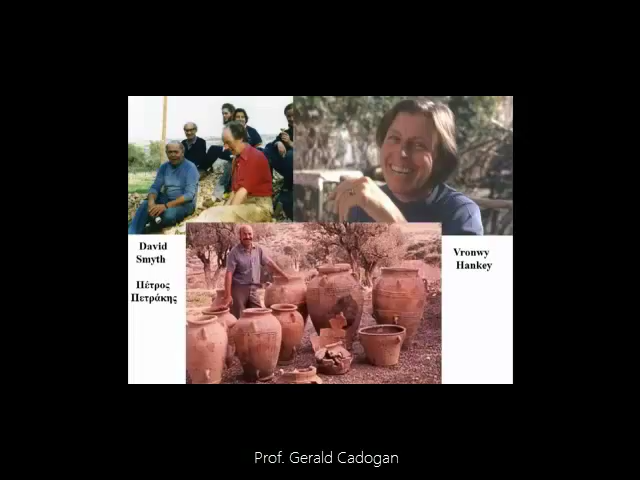 David
Smyth
Πέτρος
Πετράκης
Vronwy
Hankey
Prof. Gerald Cadogan